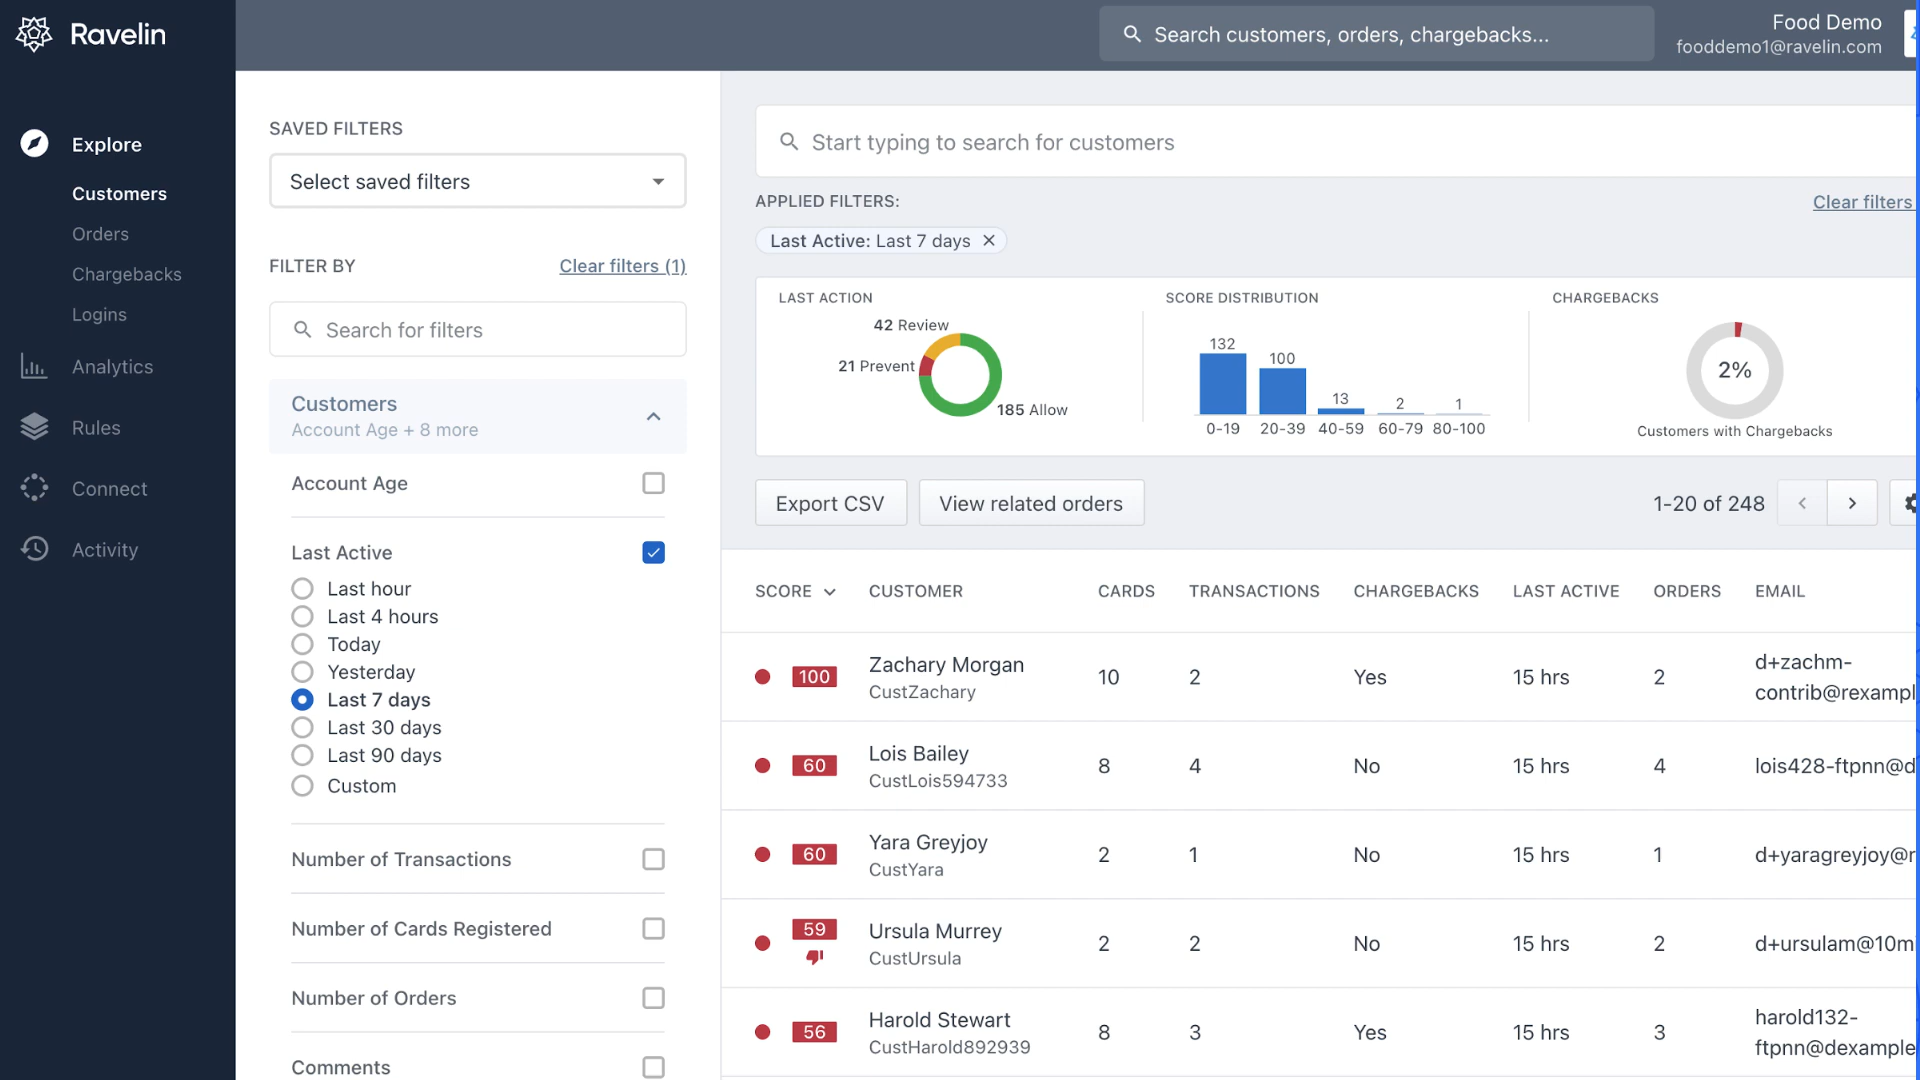 Ravelin
Search customers, orders, chargebacks...
Food Demo
fooddemo1@ravelin.com
Explore
Customers
Orders
Chargebacks
Logins
Analytics
Rules
Connect
Activity
SAVED FILTERS
Select saved filters
FILTER BY
Clear filters (1)
Search for filters
Customers
Account Age + 8 more
Account Age
Last Active
Last hour
Last 4 hours
Today
Yesterday
Last 7 days
Last 30 days
Last 90 days
Custom
Number of Transactions
Number of Cards Registered
Number of Orders
Comments
Start typing to search for customers
APPLIED FILTERS:
Clear filters
Last Active: Last 7 days
LAST ACTION
42 Review
21 Prevent
185 Allow
SCORE DISTRIBUTION
132 100 13 2 1
0-19 20-39 40-59 60-79 80-100
CHARGEBACKS
2%
Customers with Chargebacks
Export CSV
View related orders
1-20 of 248
SCORE CUSTOMER CARDS TRANSACTIONS CHARGEBACKS LAST ACTIVE ORDERS EMAIL
100 Zachary Morgan 10 2 Yes 15 hrs 2 d+zachm-
CustZachary contrib@rexampl
60 Lois Bailey 8 4 No 15 hrs 4 lois428-ftpnn@d
CustLois594733
60 Yara Greyjoy 2 1 No 15 hrs 1 d+yaragreyjoy@r
CustYara
59 Ursula Murrey 2 2 No 15 hrs 2 d+ursulam@10m
CustUrsula
56 Harold Stewart 8 3 Yes 15 hrs 3 harold132-
CustHarold892939 ftpnn@dexample